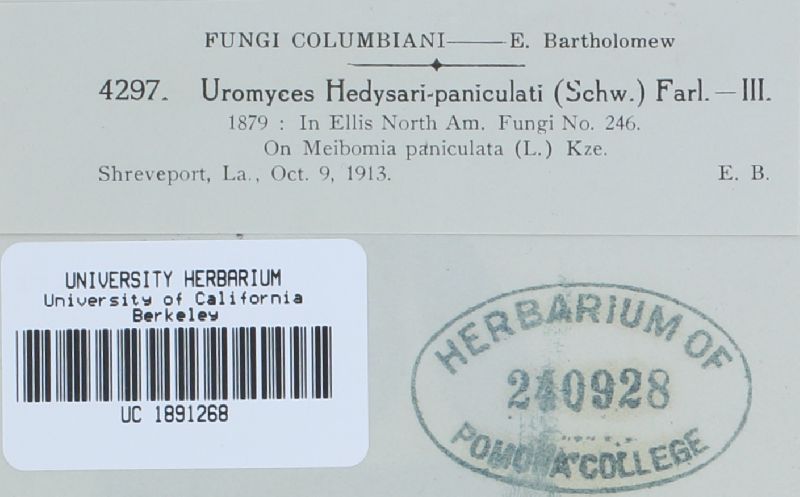 FUNGI COLUMBIANI—E. Bartholomew
4297. Uromyces Hedysari-paniculati (Schw.) Farl. — III.
1879 : In Ellis North Am. Fungi No. 246.
On Meibomia paniculata (L.) Kze.
Shreveport, La., Oct. 9, 1913. E. B.
UNIVERSITY HERBARIUM
University of California
Berkeley
UC 1891268
HERBARIUM OF
240928
POMONA COLLEGE